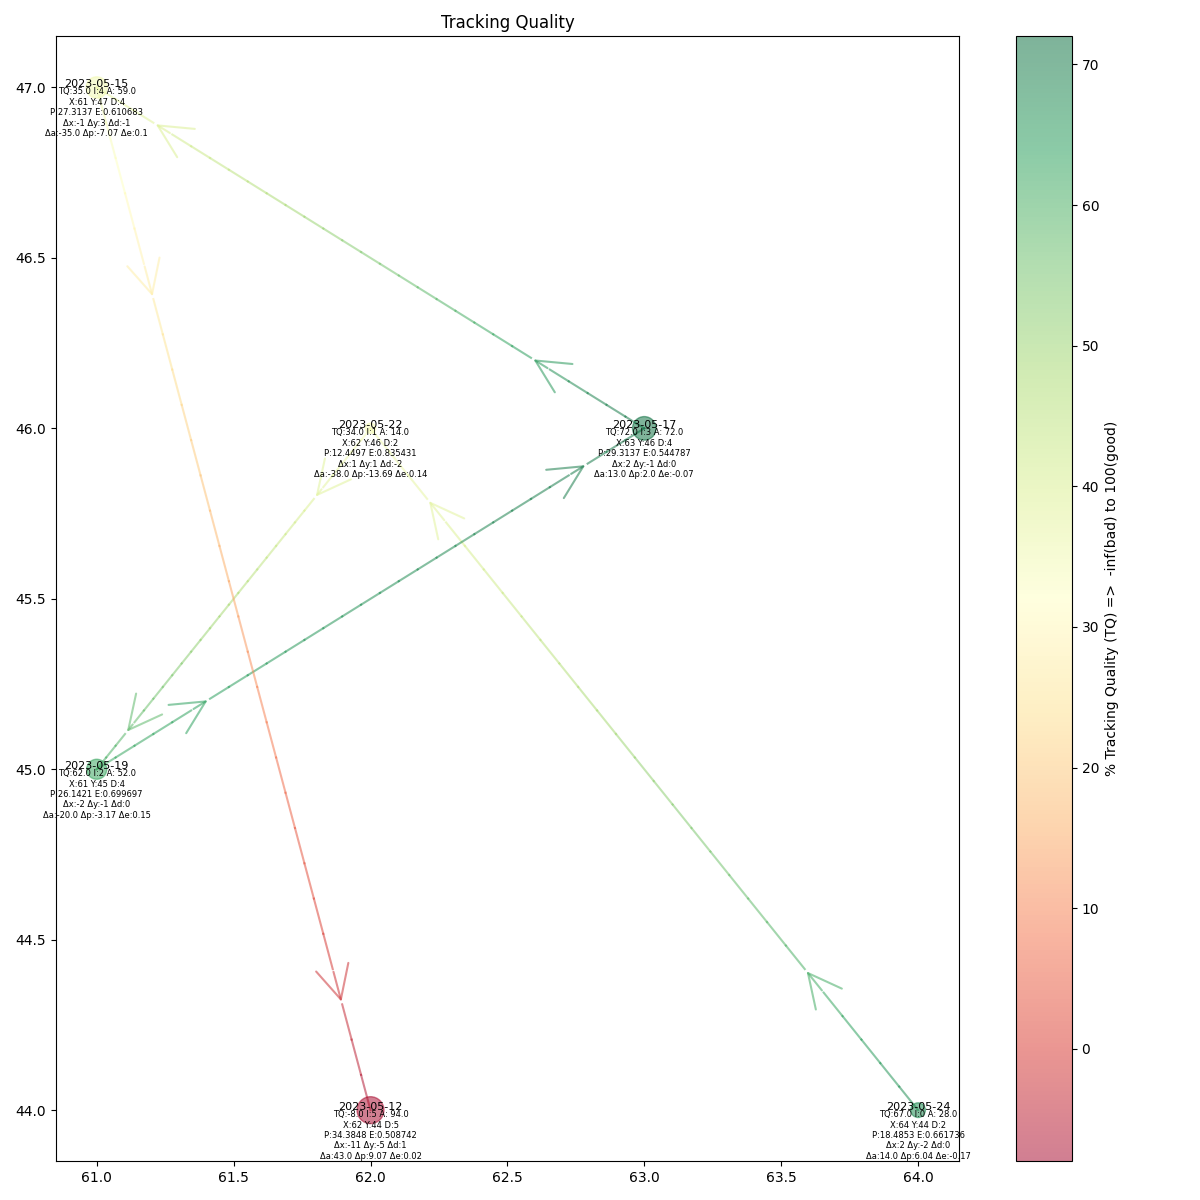 Tracking Quality
47.0
46.5
46.0
45.5
45.0
44.5
44.0
61.0 61.5 62.0 62.5 63.0 63.5 64.0
2023-05-15
TQ:35.0 I:4 A: 59.0
X:61 Y:47 D:4
P:27.3137 E:0.610683
Δx:-1 Δy:3 Δd:-1
Δa:-35.0 Δp:-7.07 Δe:0.1
2023-05-22
TQ:34.0 I:1 A: 14.0
X:62 Y:46 D:2
P:12.4497 E:0.835431
Δx:1 Δy:1 Δd:-2
Δa:-38.0 Δp:-13.69 Δe:0.14
2023-05-17
TQ:72.0 I:3 A: 72.0
X:63 Y:46 D:4
P:29.3137 E:0.544787
Δx:2 Δy:-1 Δd:0
Δa:13.0 Δp:2.0 Δe:-0.07
2023-05-19
TQ:62.0 I:2 A: 52.0
X:61 Y:45 D:4
P:26.1421 E:0.699697
Δx:-2 Δy:-1 Δd:0
Δa:-20.0 Δp:-3.17 Δe:0.15
2023-05-12
TQ:-8.0 I:5 A: 94.0
X:62 Y:44 D:5
P:34.3848 E:0.508742
Δx:-11 Δy:-5 Δd:1
Δa:43.0 Δp:9.07 Δe:0.02
2023-05-24
TQ:67.0 I:0 A: 28.0
X:64 Y:44 D:2
P:18.4853 E:0.661736
Δx:2 Δy:-2 Δd:0
Δa:14.0 Δp:6.04 Δe:-0.17
70
60
50
40
30
20
10
0
% Tracking Quality (TQ) => -inf(bad) to 100(good)